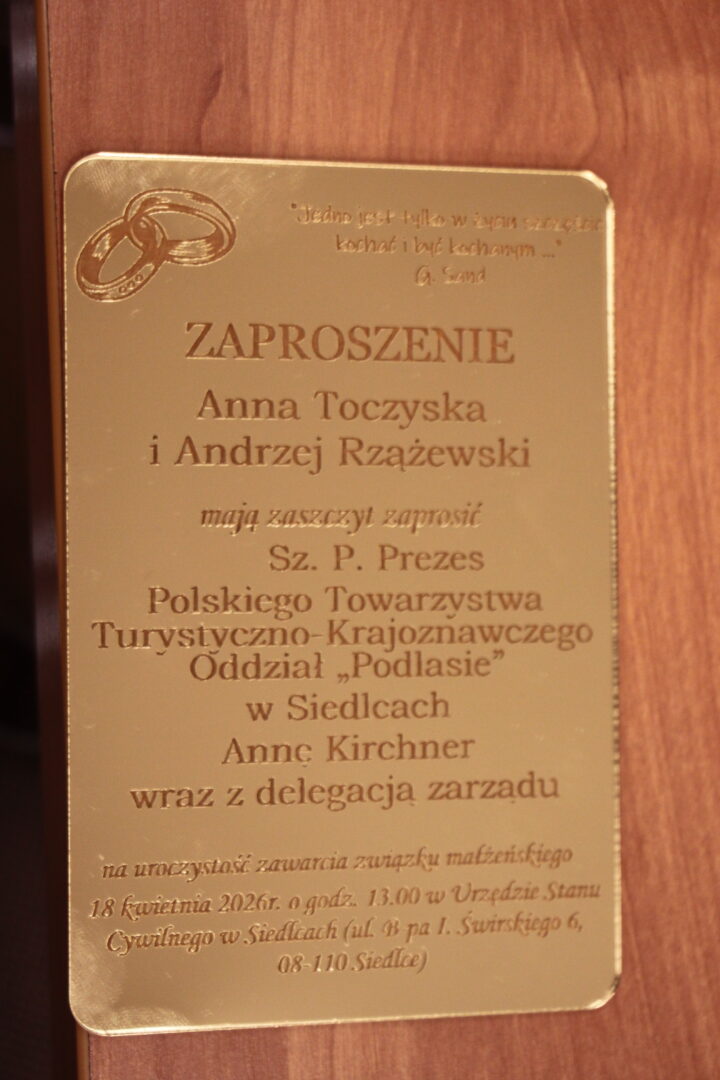 "Jedno jest tylko w życiu szczęście
kochać i być kochanym ..."
G. Sand
ZAPROSZENIE
Anna Toczyska
i Andrzej Rzążewski
mają zaszczyt zaprosić
Sz. P. Prezes
Polskiego Towarzystwa
Turystyczno-Krajoznawczego
Oddział „Podlasie”
w Siedlcach
Annę Kirchner
wraz z delegacją zarządu
na uroczystość zawarcia związku małżeńskiego
18 kwietnia 2026r. o godz. 13.00 w Urzędzie Stanu
Cywilnego w Siedlcach (ul. B pa I. Świrskiego 6,
08-110 Siedlce)